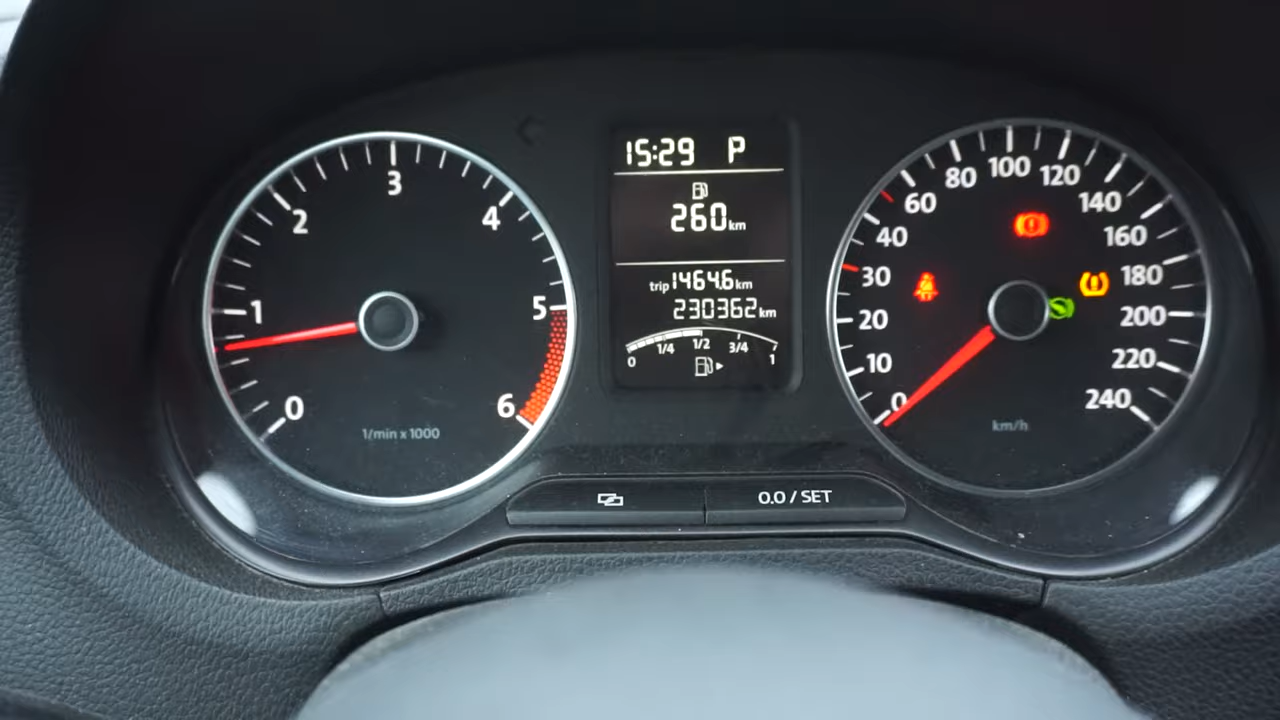 0
1
2
3
4
5
6
1/min x 1000
15:29 P
260 km
trip 1464.6 km
230362 km
0 1/4 1/2 3/4 1
0.0 / SET
0
10
20
30
40
60
80
100
120
140
160
180
200
220
240
km/h